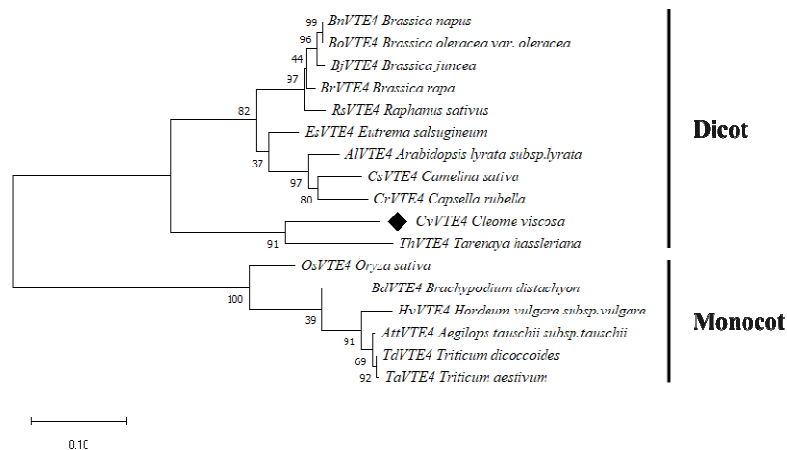 99 BnVTE4 Brassica napus
96 BoVTE4 Brassica oleracea var. oleracea
44 BjVTE4 Brassica juncea
97 BrVTE4 Brassica rapa
RsVTE4 Raphanus sativus
82
EsVTE4 Eutrema salsugineum
Dicot
37 AlVTE4 Arabidopsis lyrata subsp.lyrata
97 CsVTE4 Camelina sativa
80 CrVTE4 Capsella rubella
CvVTE4 Cleome viscosa
91 ThVTE4 Tarenaya hassleriana
OsVTE4 Oryza sativa
100 BdVTE4 Brachypodium distachyon
39 HvVTE4 Hordeum vulgare subsp.vulgare
Monocot
91 AttVTE4 Aegilops tauschii subsp.tauschii
69 TdVTE4 Triticum dicoccoides
92 TaVTE4 Triticum aestivum
0.10